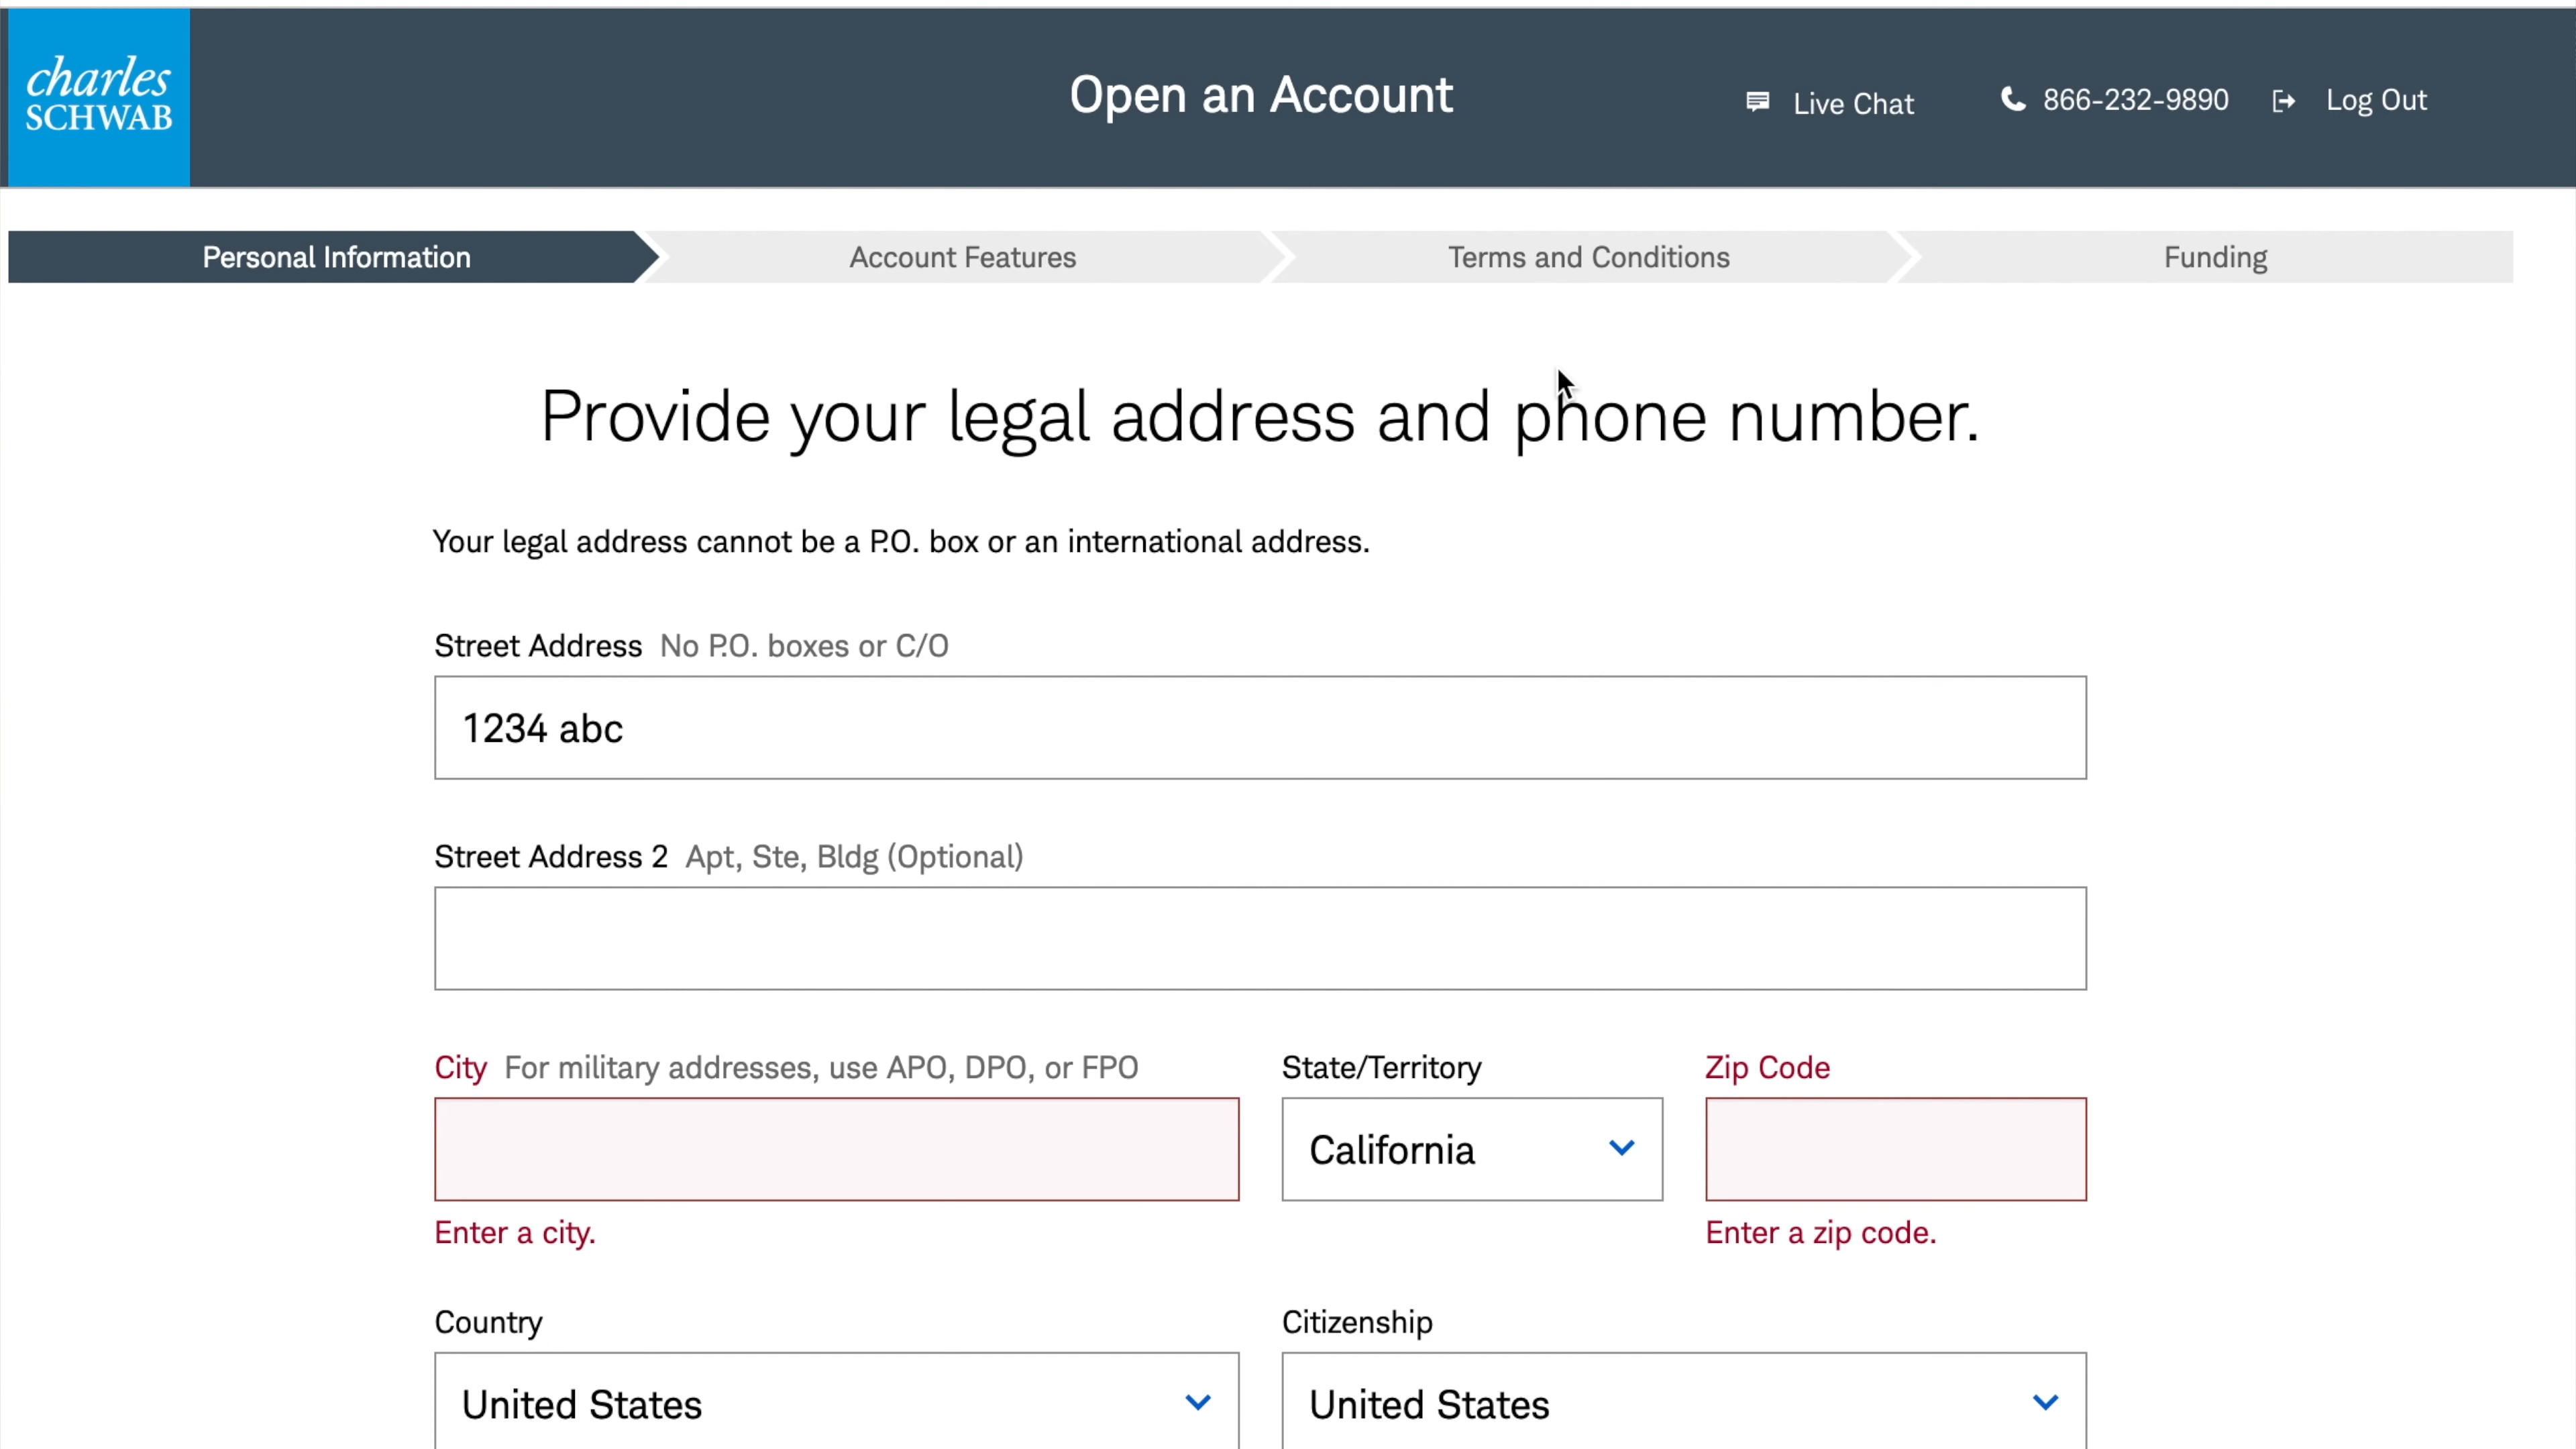 charles
SCHWAB
Open an Account
Live Chat
866-232-9890
Log Out
Personal Information
Account Features
Terms and Conditions
Funding
Provide your legal address and phone number.
Your legal address cannot be a P.O. box or an international address.
Street Address No P.O. boxes or C/O
1234 abc
Street Address 2 Apt, Ste, Bldg (Optional)
City For military addresses, use APO, DPO, or FPO
State/Territory
Zip Code
California
Enter a city.
Enter a zip code.
Country
Citizenship
United States
United States